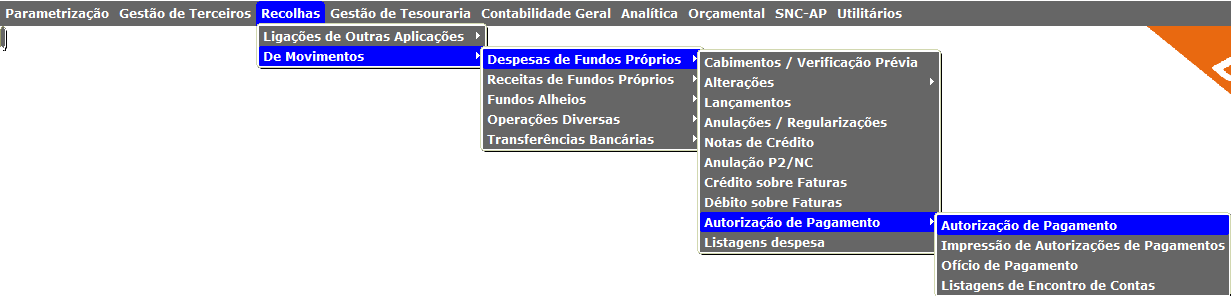 Parametrização Gestão de Terceiros Recolhas Gestão de Tesouraria Contabilidade Geral Analítica Orçamental SNC-AP Utilitários
Ligações de Outras Aplicações
De Movimentos
Despesas de Fundos Próprios
Receitas de Fundos Próprios
Fundos Alheios
Operações Diversas
Transferências Bancárias
Cabimentos / Verificação Prévia
Alterações
Lançamentos
Anulações / Regularizações
Notas de Crédito
Anulação P2/NC
Crédito sobre Faturas
Débito sobre Faturas
Autorização de Pagamento
Listagens despesa
Autorização de Pagamento
Impressão de Autorizações de Pagamentos
Ofício de Pagamento
Listagens de Encontro de Contas